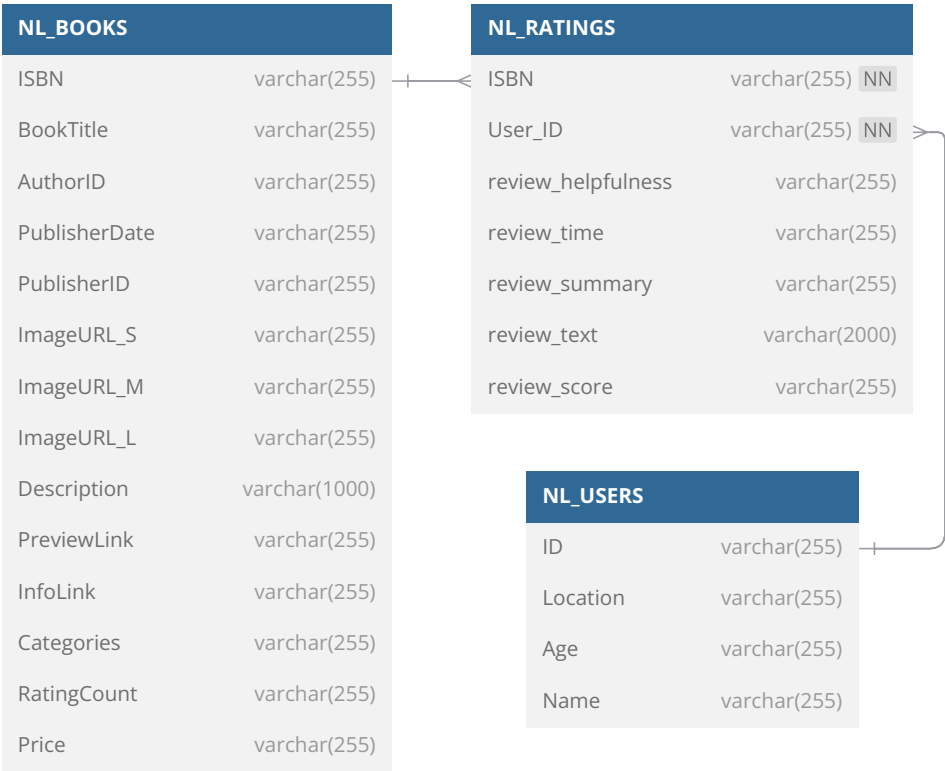 NL_BOOKS
ISBN varchar(255)
BookTitle varchar(255)
AuthorID varchar(255)
PublisherDate varchar(255)
PublisherID varchar(255)
ImageURL_S varchar(255)
ImageURL_M varchar(255)
ImageURL_L varchar(255)
Description varchar(1000)
PreviewLink varchar(255)
InfoLink varchar(255)
Categories varchar(255)
RatingCount varchar(255)
Price varchar(255)
NL_RATINGS
ISBN varchar(255) NN
User_ID varchar(255) NN
review_helpfulness varchar(255)
review_time varchar(255)
review_summary varchar(255)
review_text varchar(2000)
review_score varchar(255)
NL_USERS
ID varchar(255)
Location varchar(255)
Age varchar(255)
Name varchar(255)